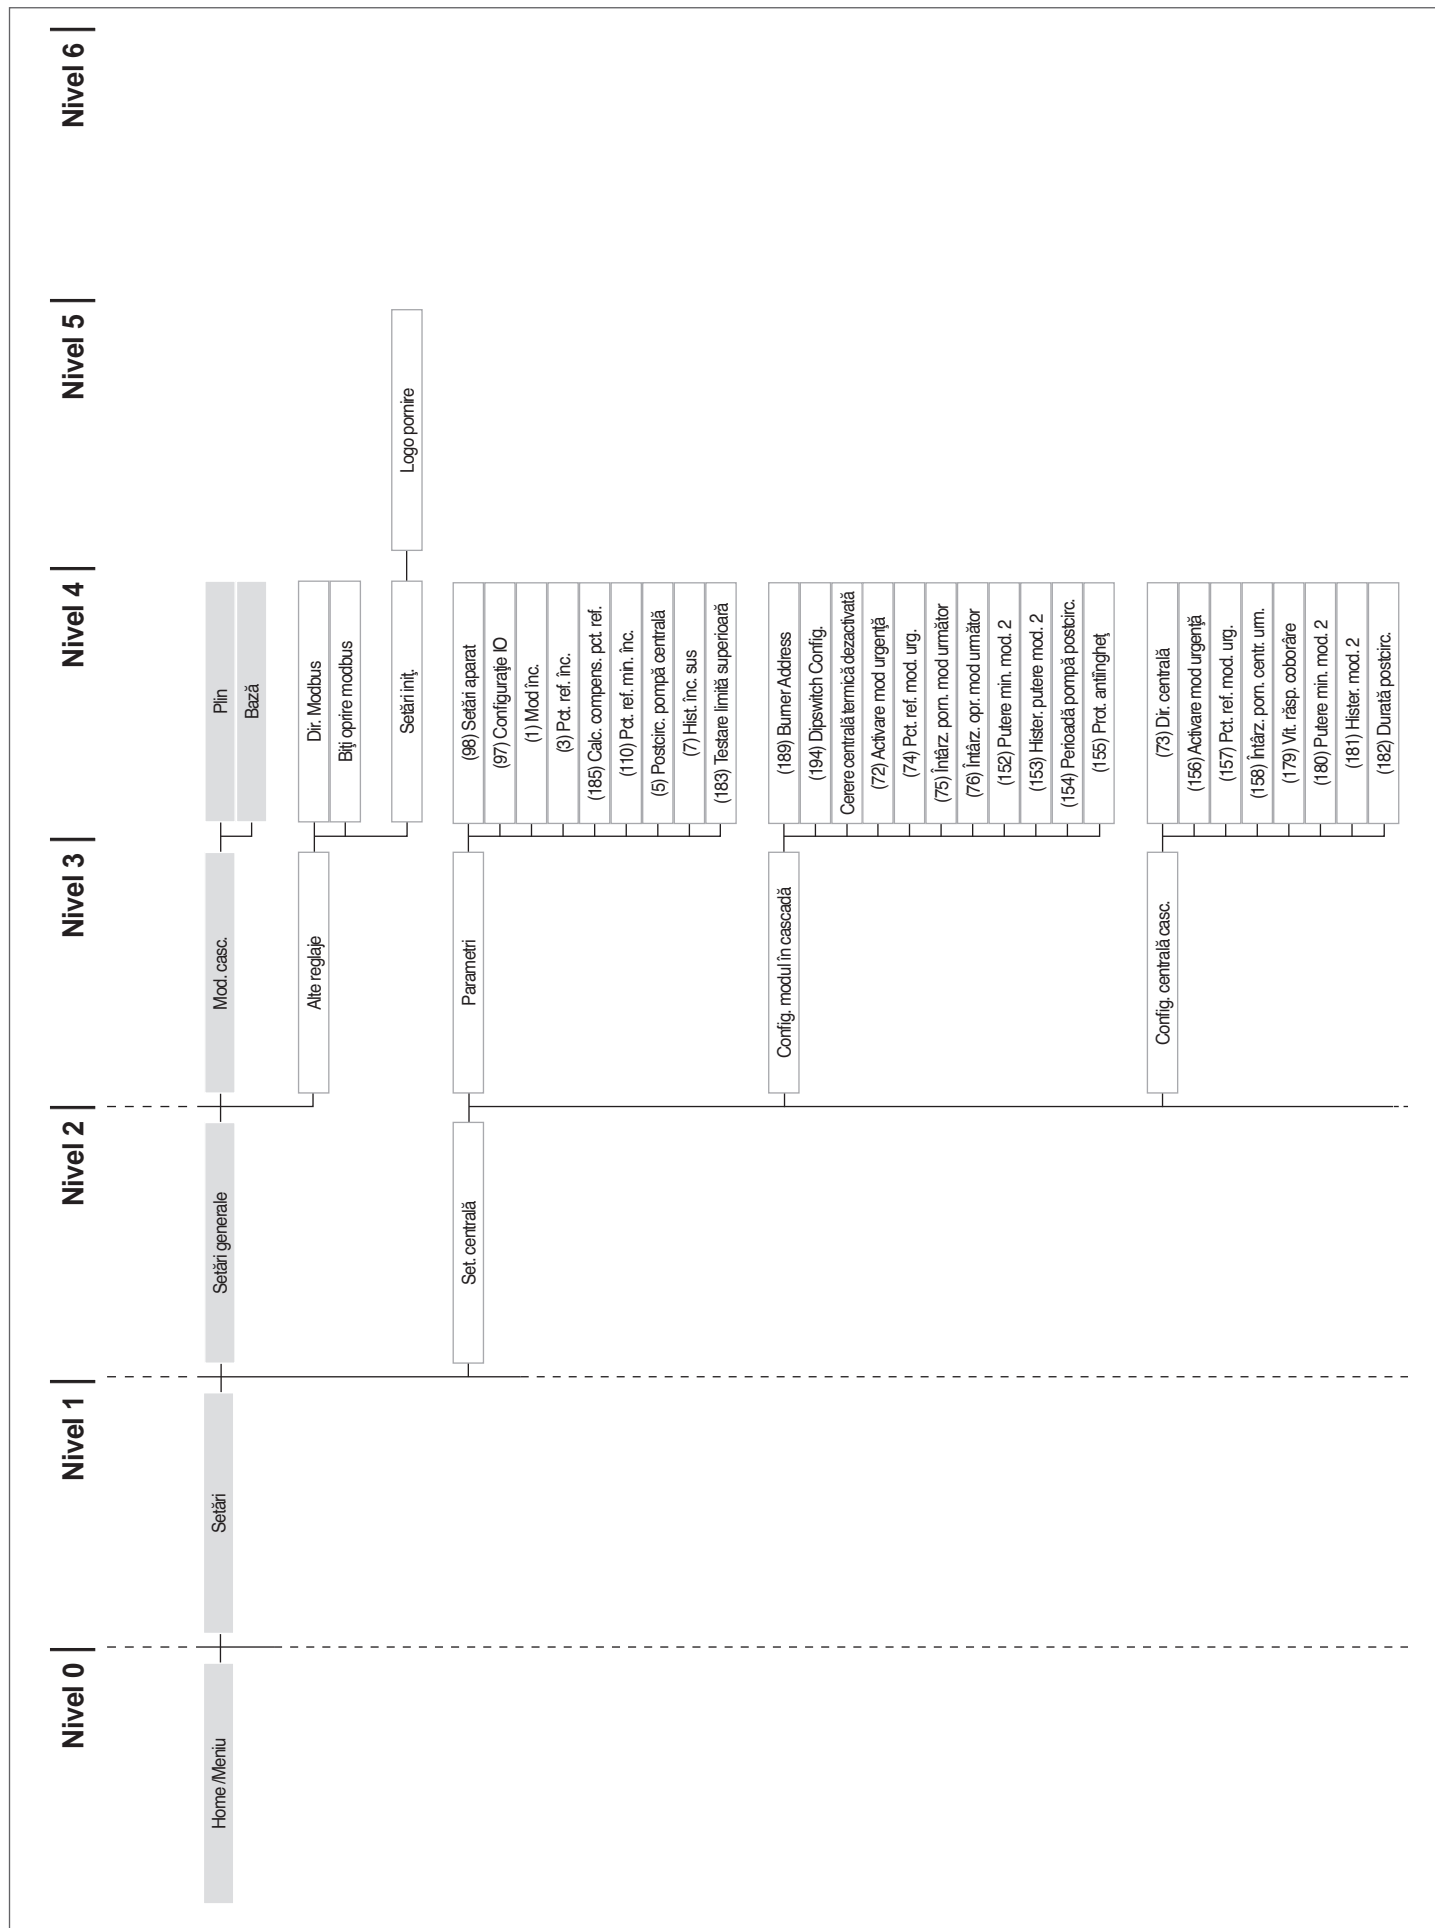 Nivel 0
Nivel 1
Nivel 2
Nivel 3
Nivel 4
Nivel 5
Nivel 6
Home /Meniu
Setări
Setări generale
Mod. casc.
Plin
Bază
Alte reglaje
Dir. Modbus
Biţi oprire modbus
Setări iniţ.
Logo pornire
Set. centrală
Parametri
(98) Setări aparat
(97) Configuraţie IO
(1) Mod înc.
(3) Pct. ref. înc.
(185) Calc. compens. pct. ref.
(110) Pct. ref. min. înc.
(5) Postcirc. pompă centrală
(7) Hist. înc. sus
(183) Testare limită superioară
Config. modul în cascadă
(189) Burner Address
(194) Dipswitch Config.
Cerere centrală termică dezactivată
(72) Activare mod urgenţă
(74) Pct. ref. mod. urg.
(75) Întârz. porn. mod următor
(76) Întârz. opr. mod următor
(152) Putere min. mod. 2
(153) Hister. putere mod. 2
(154) Perioadă pompă postcirc.
(155) Prot. antîngheţ
Config. centrală casc.
(73) Dir. centrală
(156) Activare mod urgenţă
(157) Pct. ref. mod. urg.
(158) Întârz. porn. centr. urm.
(179) Vit. răsp. coborâre
(180) Putere min. mod. 2
(181) Hister. mod. 2
(182) Durată postcirc.